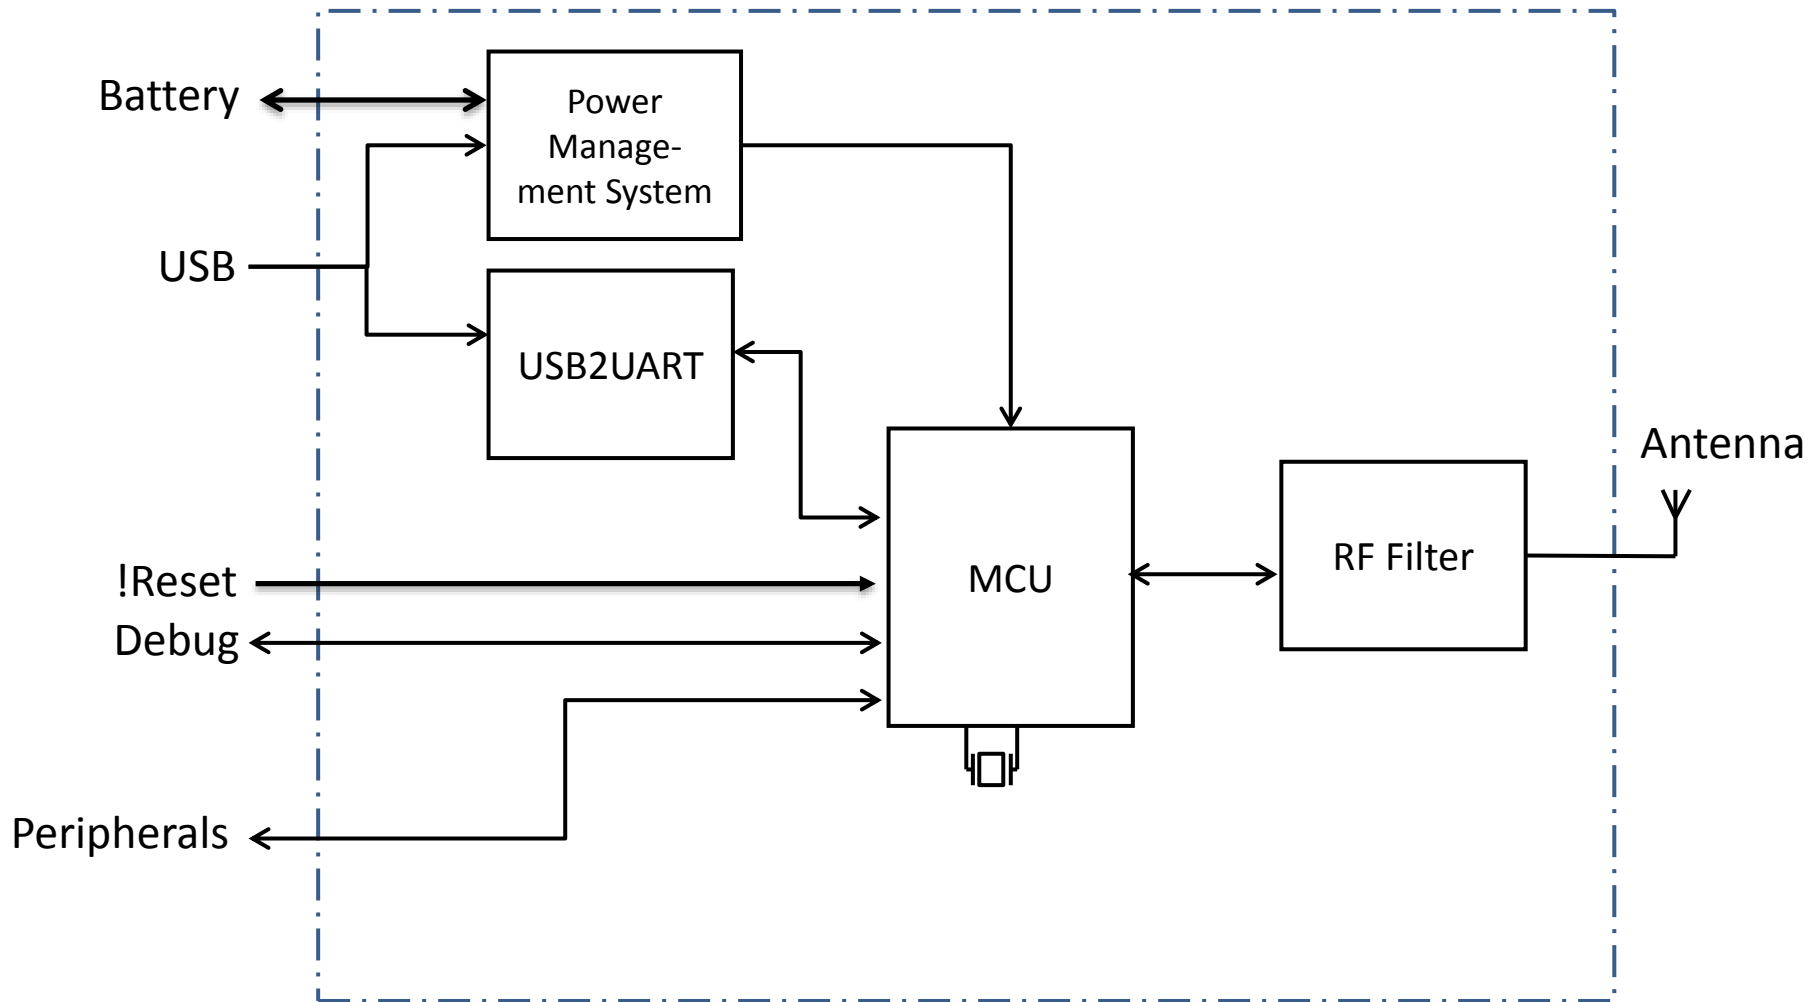 Battery
Power
Manage-
ment System
USB
USB2UART
Antenna
RF Filter
!Reset
MCU
Debug
Peripherals